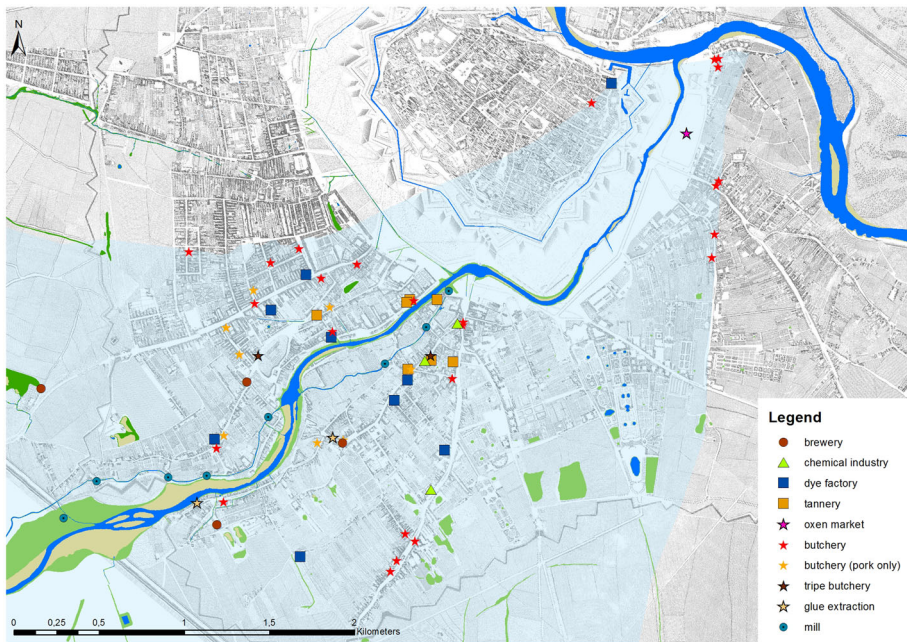 N
Legend
brewery
chemical industry
dye factory
tannery
oxen market
butchery
butchery (pork only)
tripe butchery
glue extraction
mill
0 0,25 0,5 1 1,5 2
Kilometers